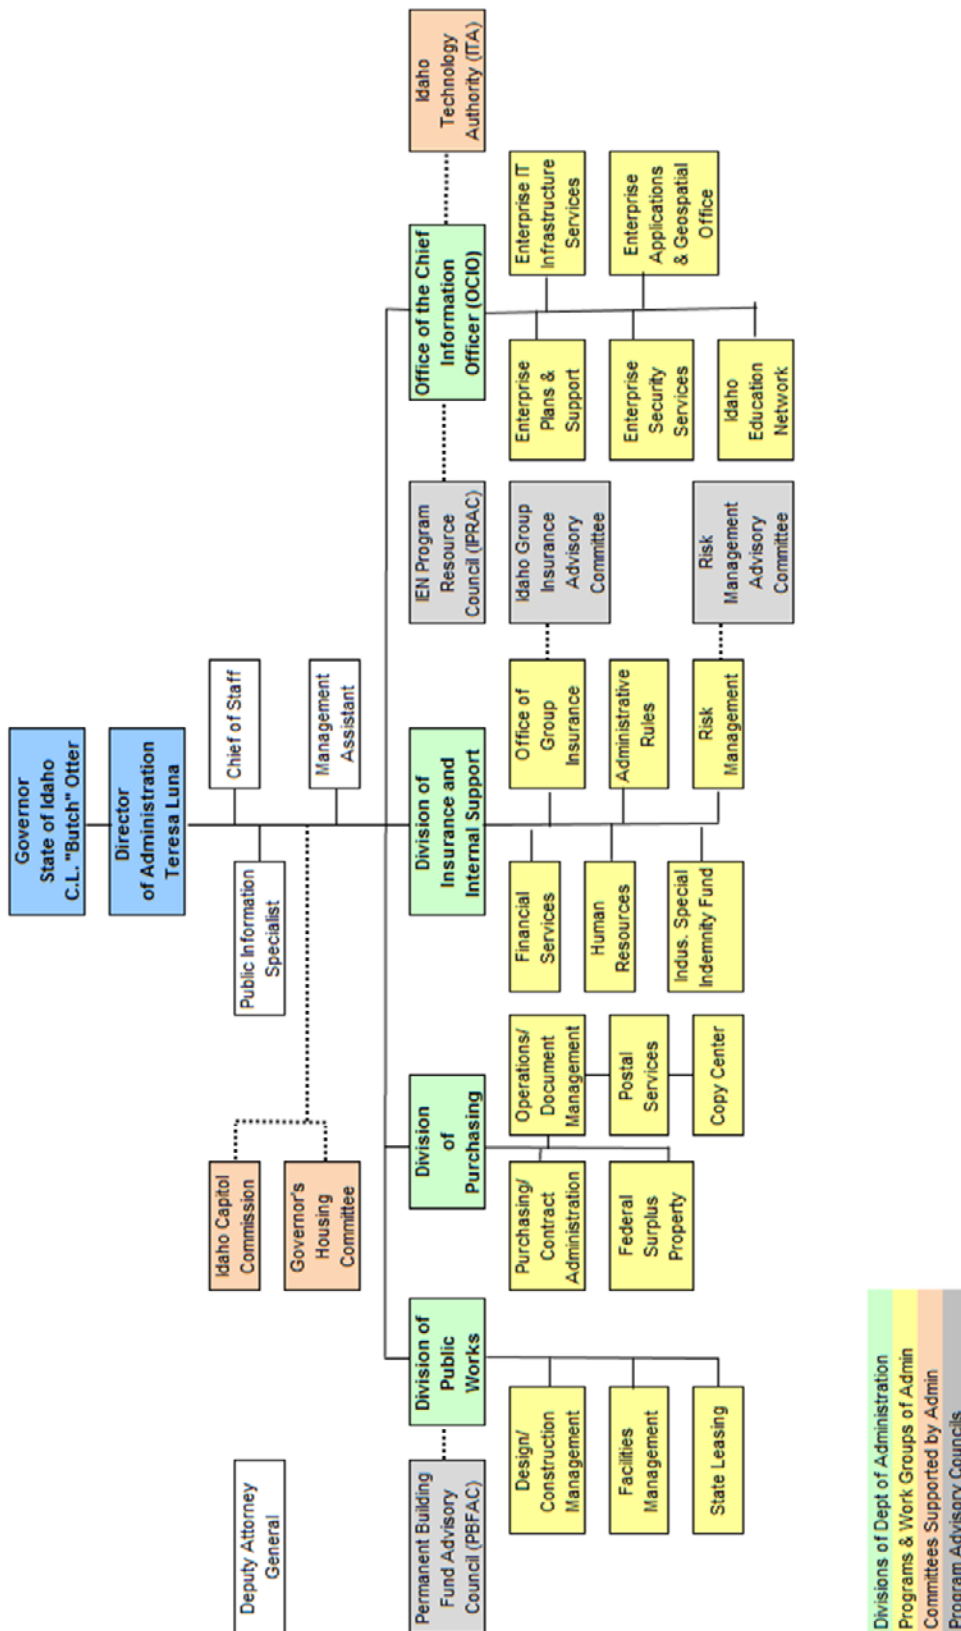 Governor
State of Idaho
C.L. "Butch" Otter
Director
of Administration
Teresa Luna
Chief of Staff
Public Information
Specialist
Management
Assistant
Deputy Attorney
General
Idaho Capitol
Commission
Governor's
Housing
Committee
Permanent Building
Fund Advisory
Council (PBFAC)
Division of
Public
Works
Division
of
Purchasing
Division of
Insurance and
Internal Support
IEN Program
Resource
Council (IPRAC)
Office of the Chief
Information
Officer (OCIO)
Idaho
Technology
Authority (ITA)
Design/
Construction
Management
Facilities
Management
State Leasing
Purchasing/
Contract
Administration
Federal
Surplus
Property
Operations/
Document
Management
Postal
Services
Copy Center
Financial
Services
Human
Resources
Indus. Special
Indemnity Fund
Office of
Group
Insurance
Administrative
Rules
Risk
Management
Idaho Group
Insurance
Advisory
Committee
Risk
Management
Advisory
Committee
Enterprise
Plans &
Support
Enterprise
Security
Services
Idaho
Education
Network
Enterprise IT
Infrastructure
Services
Enterprise
Applications
& Geospatial
Office
Divisions of Dept of Administration
Programs & Work Groups of Admin
Committees Supported by Admin
Program Advisory Councils